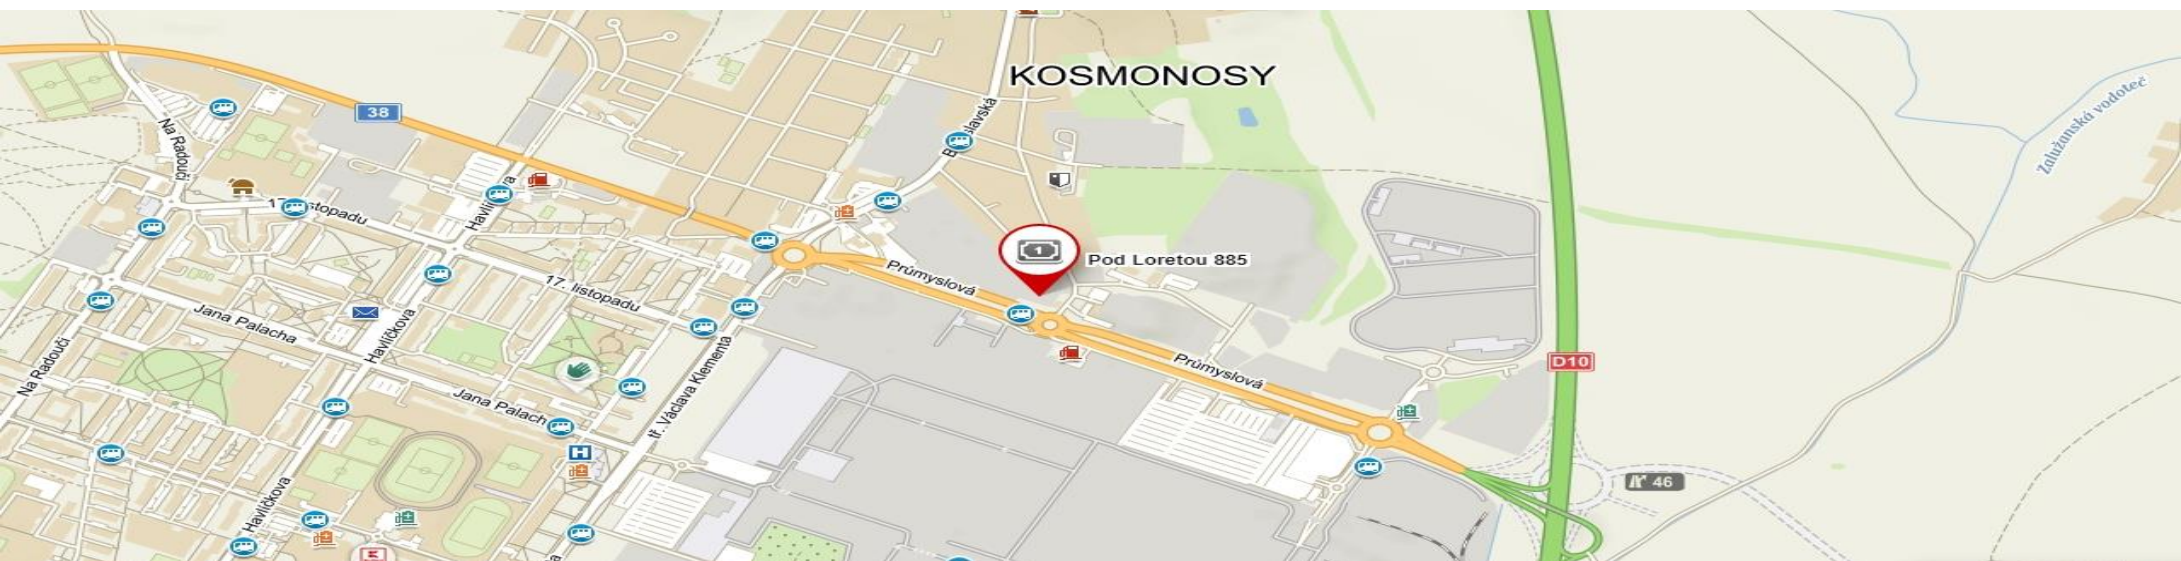 KOSMONOSY
38
Na Radouči
Zalužanská vodoteč
17. listopadu
Havlíčkova
1
Pod Loretou 885
Průmyslová
17. listopadu
Jana Palacha
Havlíčkova
Na Radouči
tř. Václava Klementa
Průmyslová
D10
Jana Palach
H
46
Havlíčkova
K